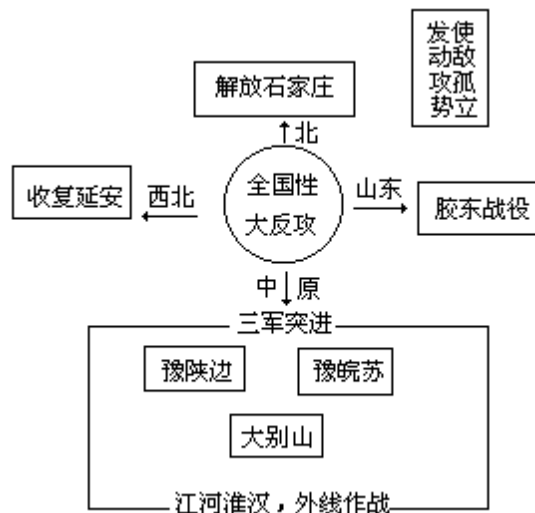 发动攻势
使敌孤立
解放石家庄
北
收复延安
西北
全国性
大反攻
山东
胶东战役
中原
三军突进
豫陕边
豫皖苏
大别山
江河淮汉，外线作战